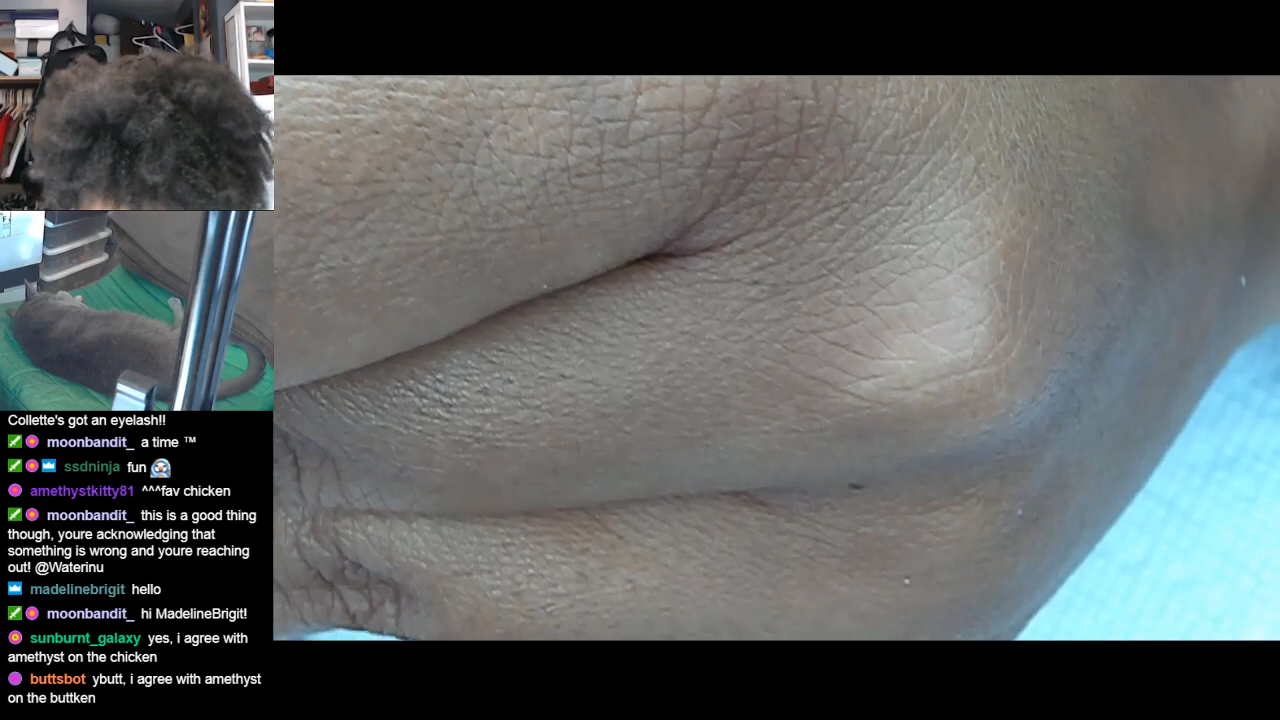 Collette's got an eyelash!!
moonbandit_ a time ™
ssdninja fun
amethystkitty81 ^^^fav chicken
moonbandit_ this is a good thing
though, youre acknowledging that
something is wrong and youre reaching
out! @Waterinu
madelinebrigit hello
moonbandit_ hi MadelineBrigit!
sunburnt_galaxy yes, i agree with
amethyst on the chicken
buttsbot ybutt, i agree with amethyst
on the buttken